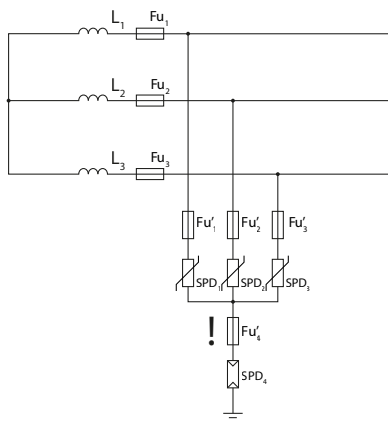 L₁ Fu₁
L₂ Fu₂
L₃ Fu₃
Fu'₁ Fu'₂ Fu'₃
SPD₁ SPD₂ SPD₃
! Fu'₄
SPD₄